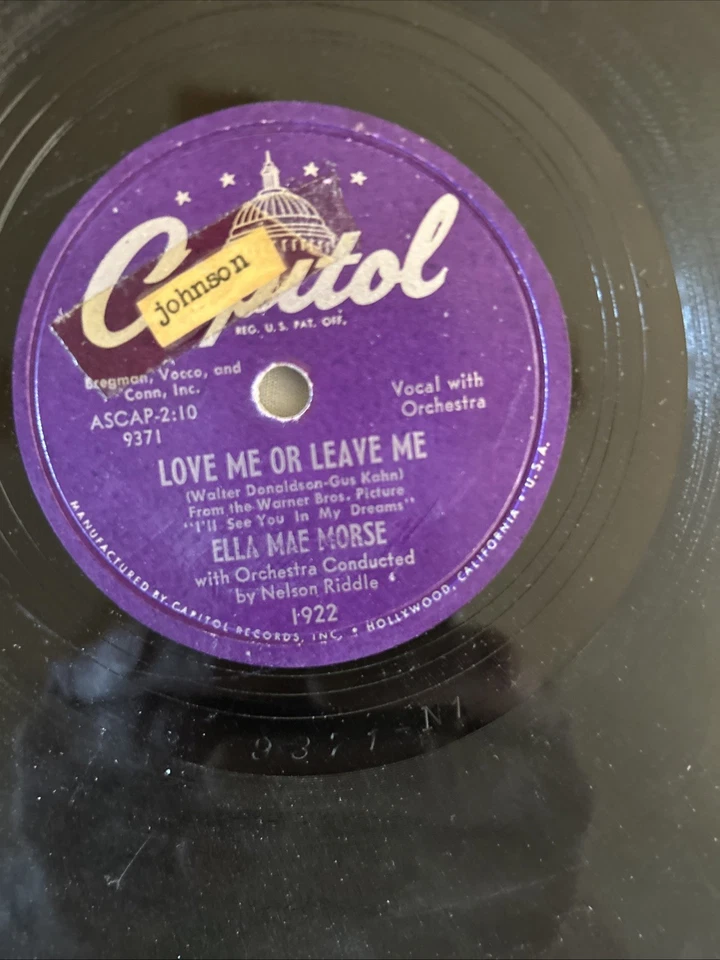 Capitol
johnson
REG. U.S. PAT. OFF.
Bregman, Vocco, and
Conn, Inc.
ASCAP-2:10
9371
Vocal with
Orchestra
LOVE ME OR LEAVE ME
(Walter Donaldson-Gus Kahn)
From the Warner Bros. Picture
"I'll See You In My Dreams"
ELLA MAE MORSE
with Orchestra Conducted
by Nelson Riddle
1922
MANUFACTURED BY CAPITOL RECORDS, INC. • HOLLYWOOD, CALIFORNIA • U.S.A.
9371 N1